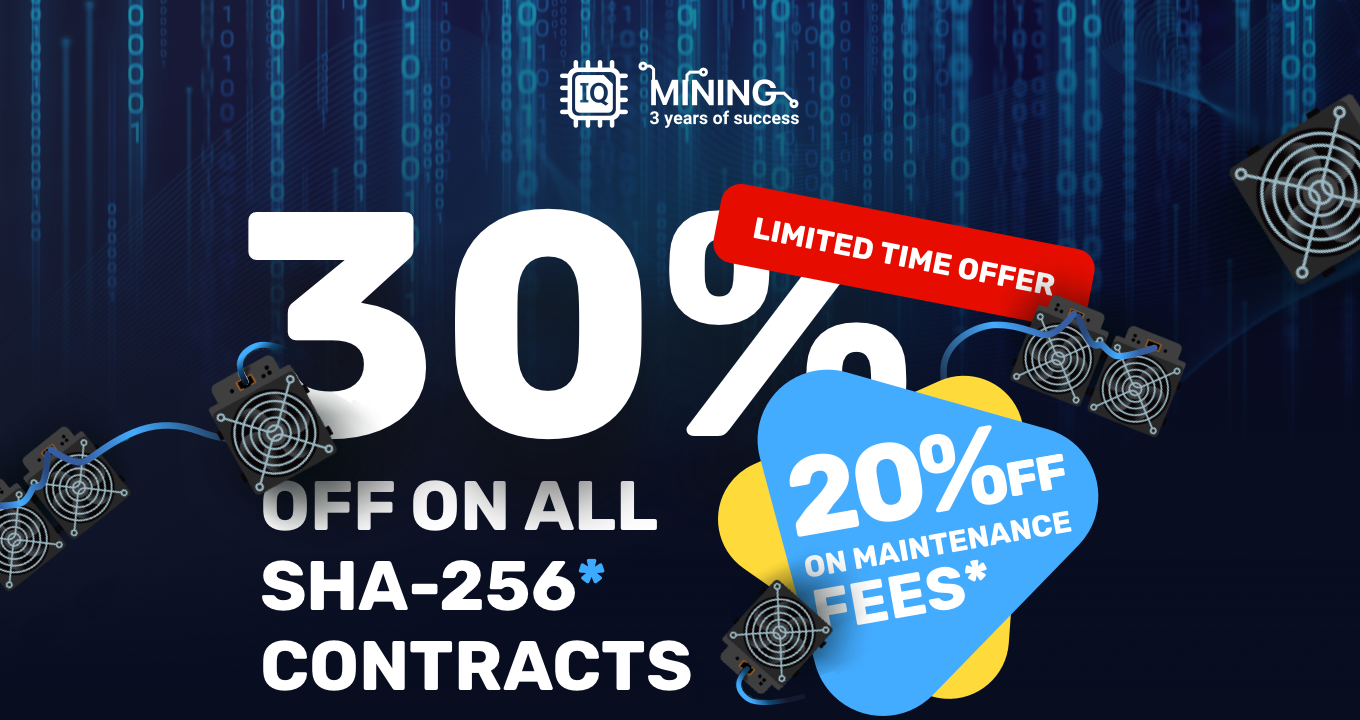 IQ MINING
3 years of success
LIMITED TIME OFFER
30%
OFF ON ALL
SHA-256*
CONTRACTS
20% OFF
ON MAINTENANCE
FEES*